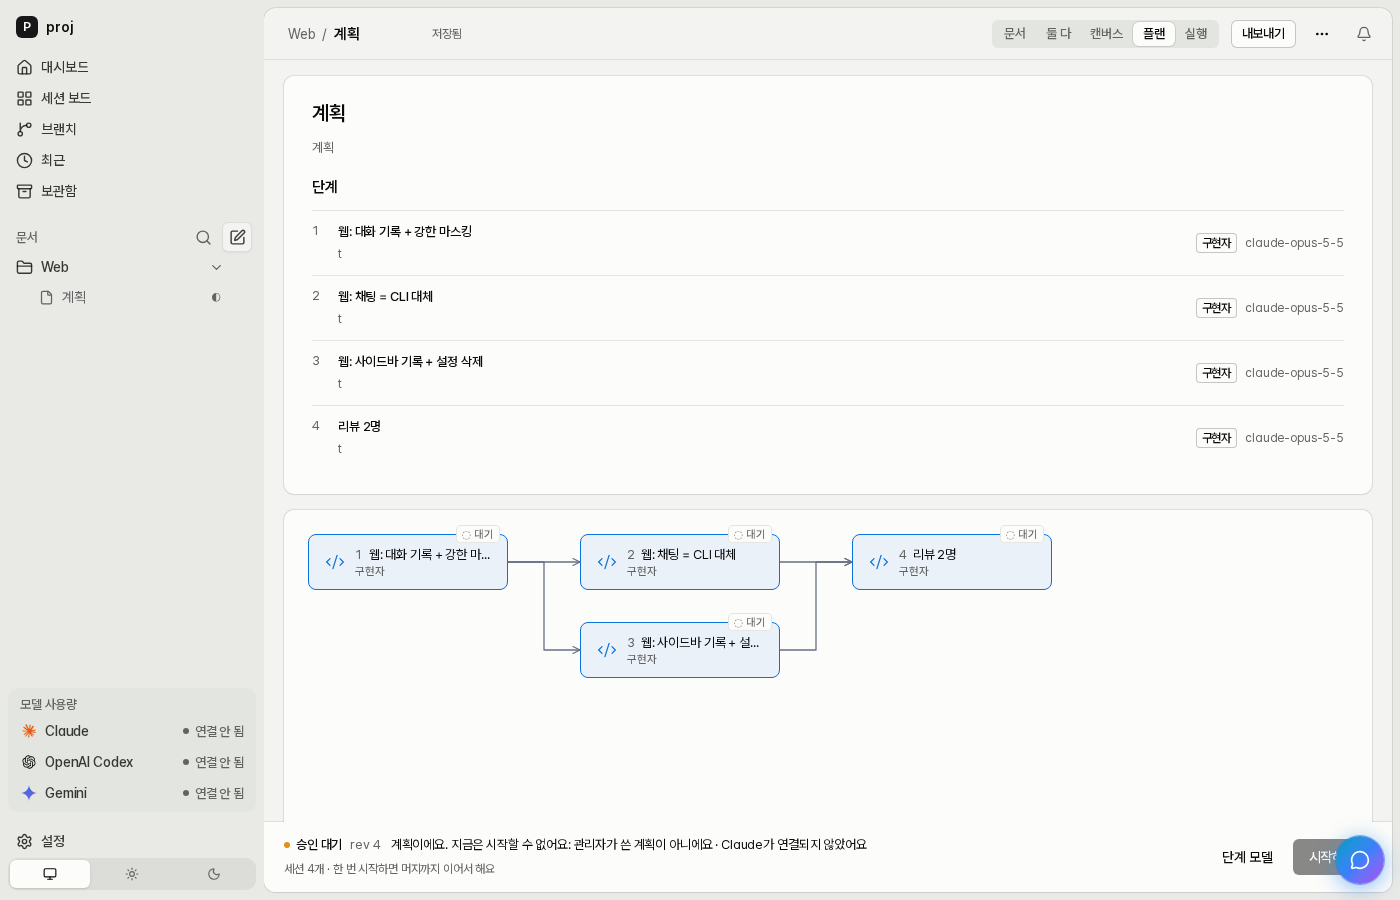 P proj
대시보드
세션 보드
브랜치
최근
보관함
문서
Web
계획
모델 사용량
Claude 연결 안 됨
OpenAI Codex 연결 안 됨
Gemini 연결 안 됨
설정
Web / 계획 저장됨 문서 둘 다 캔버스 플랜 실행 내보내기
계획
계획
단계
1 웹: 대화 기록 + 강한 마스킹
t
구현자 claude-opus-5-5
2 웹: 채팅 = CLI 대체
t
구현자 claude-opus-5-5
3 웹: 사이드바 기록 + 설정 삭제
t
구현자 claude-opus-5-5
4 리뷰 2명
t
구현자 claude-opus-5-5
대기
1 웹: 대화 기록 + 강한 마...
구현자
대기
2 웹: 채팅 = CLI 대체
구현자
대기
4 리뷰 2명
구현자
대기
3 웹: 사이드바 기록 + 설...
구현자
승인 대기 rev 4 계획이에요. 지금은 시작할 수 없어요: 관리자가 쓴 계획이 아니에요 · Claude가 연결되지 않았어요
세션 4개 · 한 번 시작하면 머지까지 이어서 해요
단계 모델